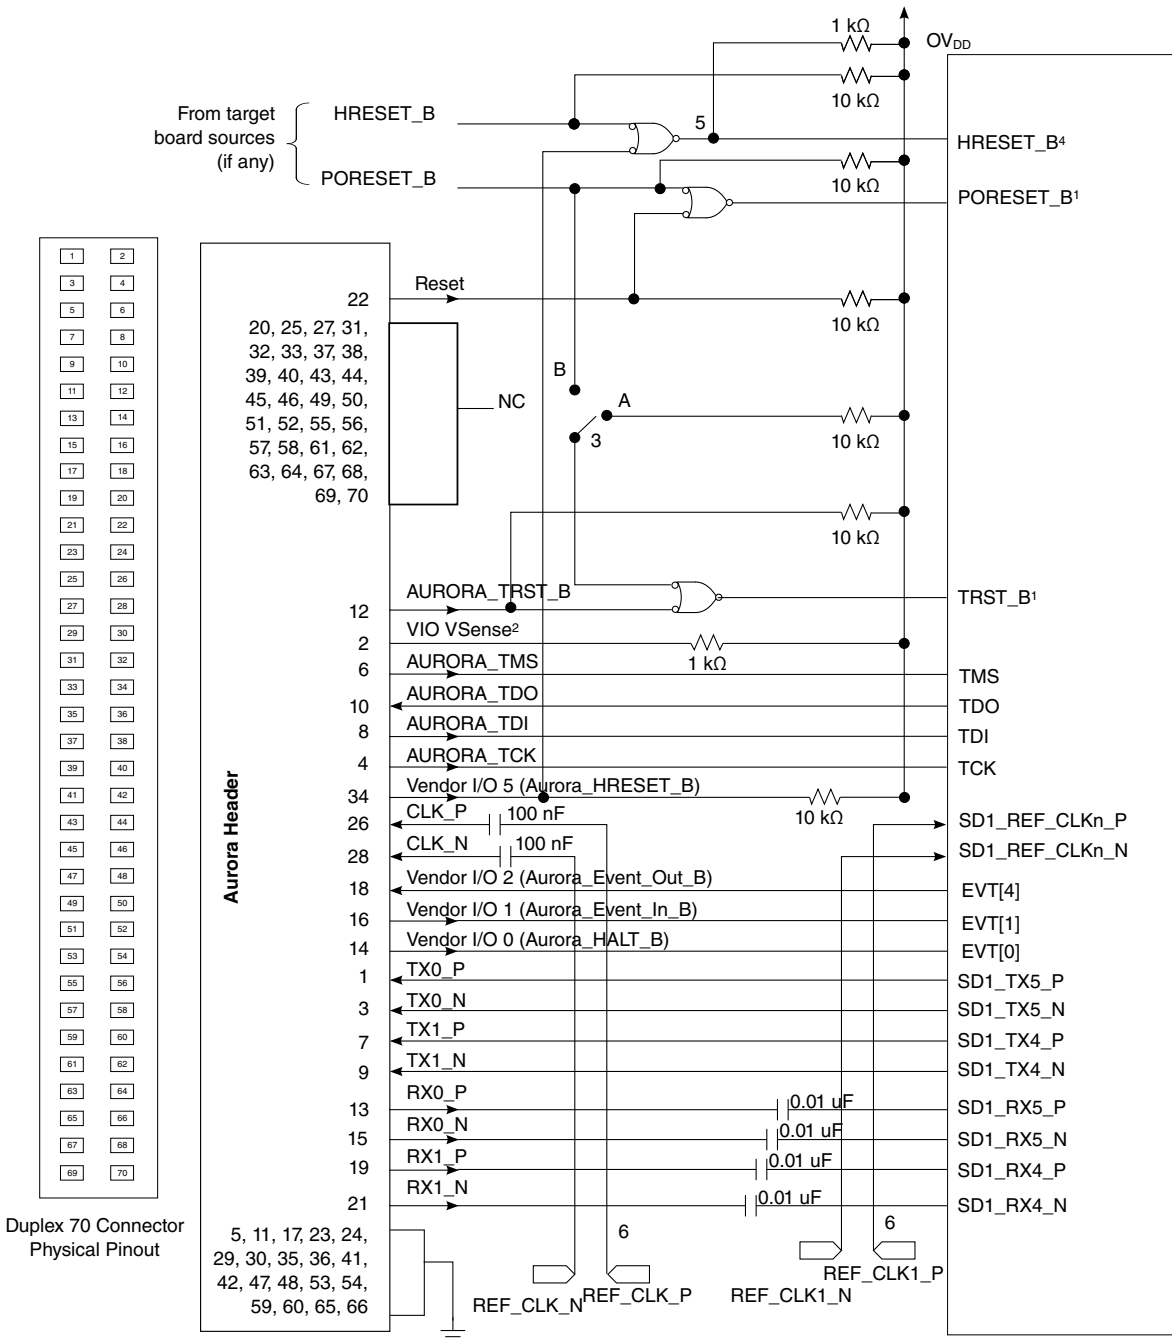 1 kΩ
OVDD
10 kΩ
From target
board sources
(if any)
HRESET_B
5
HRESET_B4
PORESET_B
10 kΩ
PORESET_B1
1 2
3 4
5 6
7 8
9 10
11 12
13 14
15 16
17 18
19 20
21 22
23 24
25 26
27 28
29 30
31 32
33 34
35 36
37 38
39 40
41 42
43 44
45 46
47 48
49 50
51 52
53 54
55 56
57 58
59 60
61 62
63 64
65 66
67 68
69 70
Duplex 70 Connector
Physical Pinout
Aurora Header
22 Reset
10 kΩ
20, 25, 27, 31,
32, 33, 37, 38,
39, 40, 43, 44,
45, 46, 49, 50,
51, 52, 55, 56,
57, 58, 61, 62,
63, 64, 67, 68,
69, 70
NC
B
A
3
10 kΩ
10 kΩ
12 AURORA_TRST_B TRST_B1
2 VIO VSense2 1 kΩ
6 AURORA_TMS TMS
10 AURORA_TDO TDO
8 AURORA_TDI TDI
4 AURORA_TCK TCK
34 Vendor I/O 5 (Aurora_HRESET_B) 10 kΩ
26 CLK_P 100 nF SD1_REF_CLKn_P
28 CLK_N 100 nF SD1_REF_CLKn_N
18 Vendor I/O 2 (Aurora_Event_Out_B) EVT[4]
16 Vendor I/O 1 (Aurora_Event_In_B) EVT[1]
14 Vendor I/O 0 (Aurora_HALT_B) EVT[0]
1 TX0_P SD1_TX5_P
3 TX0_N SD1_TX5_N
7 TX1_P SD1_TX4_P
9 TX1_N SD1_TX4_N
13 RX0_P 0.01 uF SD1_RX5_P
15 RX0_N 0.01 uF SD1_RX5_N
19 RX1_P 0.01 uF SD1_RX4_P
21 RX1_N 0.01 uF SD1_RX4_N
5, 11, 17, 23, 24,
29, 30, 35, 36, 41,
42, 47, 48, 53, 54,
59, 60, 65, 66
6
6
REF_CLK_N
REF_CLK_P
REF_CLK1_N
REF_CLK1_P